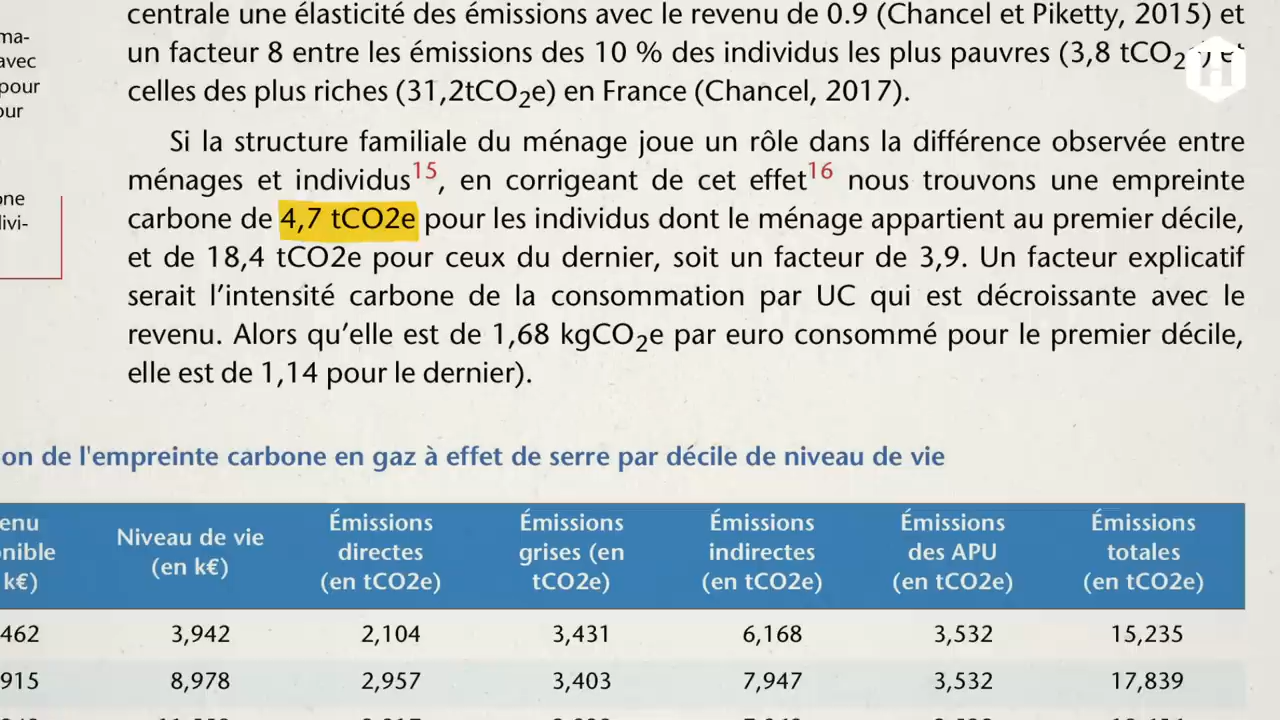 centrale une élasticité des émissions avec le revenu de 0.9 (Chancel et Piketty, 2015) et
un facteur 8 entre les émissions des 10 % des individus les plus pauvres (3,8 tCO2e) et
celles des plus riches (31,2tCO2e) en France (Chancel, 2017).
avec
pour
Si la structure familiale du ménage joue un rôle dans la différence observée entre
ménages et individus15, en corrigeant de cet effet16 nous trouvons une empreinte
carbone de 4,7 tCO2e pour les individus dont le ménage appartient au premier décile,
et de 18,4 tCO2e pour ceux du dernier, soit un facteur de 3,9. Un facteur explicatif
serait l’intensité carbone de la consommation par UC qui est décroissante avec le
revenu. Alors qu’elle est de 1,68 kgCO2e par euro consommé pour le premier décile,
elle est de 1,14 pour le dernier).
on de l'empreinte carbone en gaz à effet de serre par décile de niveau de vie
enu
onible
k€)
Niveau de vie
(en k€)
Émissions
directes
(en tCO2e)
Émissions
grises (en
tCO2e)
Émissions
indirectes
(en tCO2e)
Émissions
des APU
(en tCO2e)
Émissions
totales
(en tCO2e)
462 3,942 2,104 3,431 6,168 3,532 15,235
915 8,978 2,957 3,403 7,947 3,532 17,839